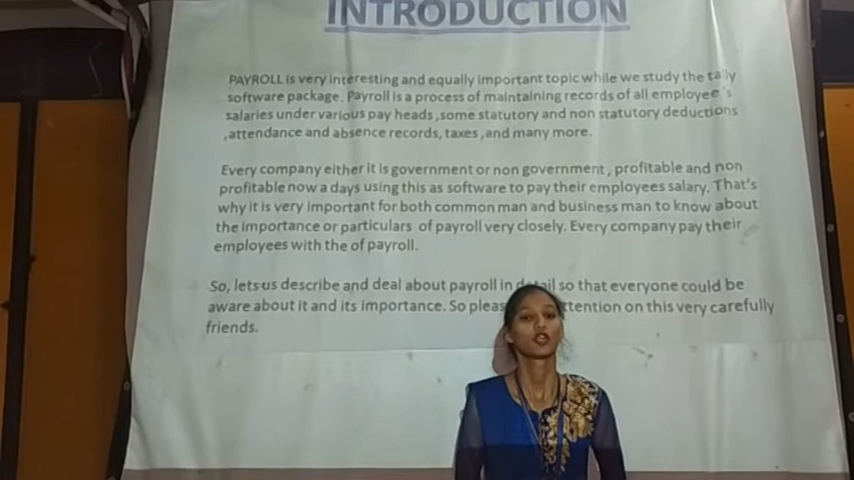 INTRODUCTION
PAYROLL is very interesting and equally important topic while we study the tally
software package. Payroll is a process of maintaining records of all employee's
salaries under various pay heads ,some statutory and non statutory deductions
,attendance and absence records, taxes ,and many more.
Every company either it is government or non government , profitable and non
profitable now a days using this as software to pay their employees salary. That's
why it is very important for both common man and business man to know about
the importance or particulars of payroll very closely. Every company pay their
employees with the of payroll.
So, lets us describe and deal about payroll in detail so that everyone could be
aware about it and its importance. So pleas ttention on this very carefully
friends.